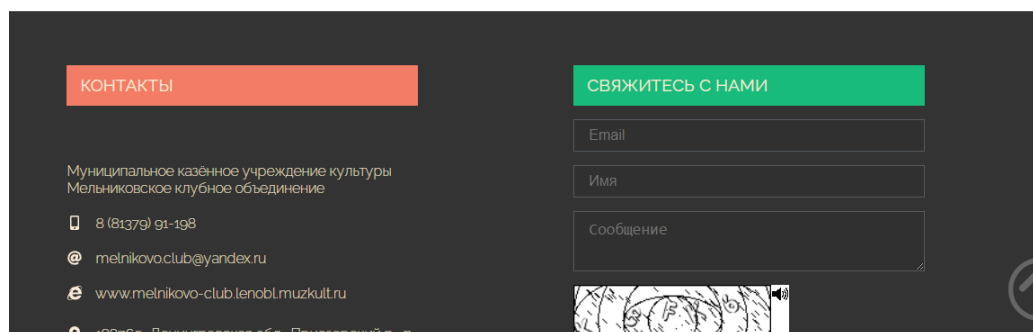 КОНТАКТЫ
Муниципальное казённое учреждение культуры
Мельниковское клубное объединение
8 (81379) 91-198
melnikovo.club@yandex.ru
www.melnikovo-club.lenobl.muzkult.ru
СВЯЖИТЕСЬ С НАМИ
Email
Имя
Сообщение